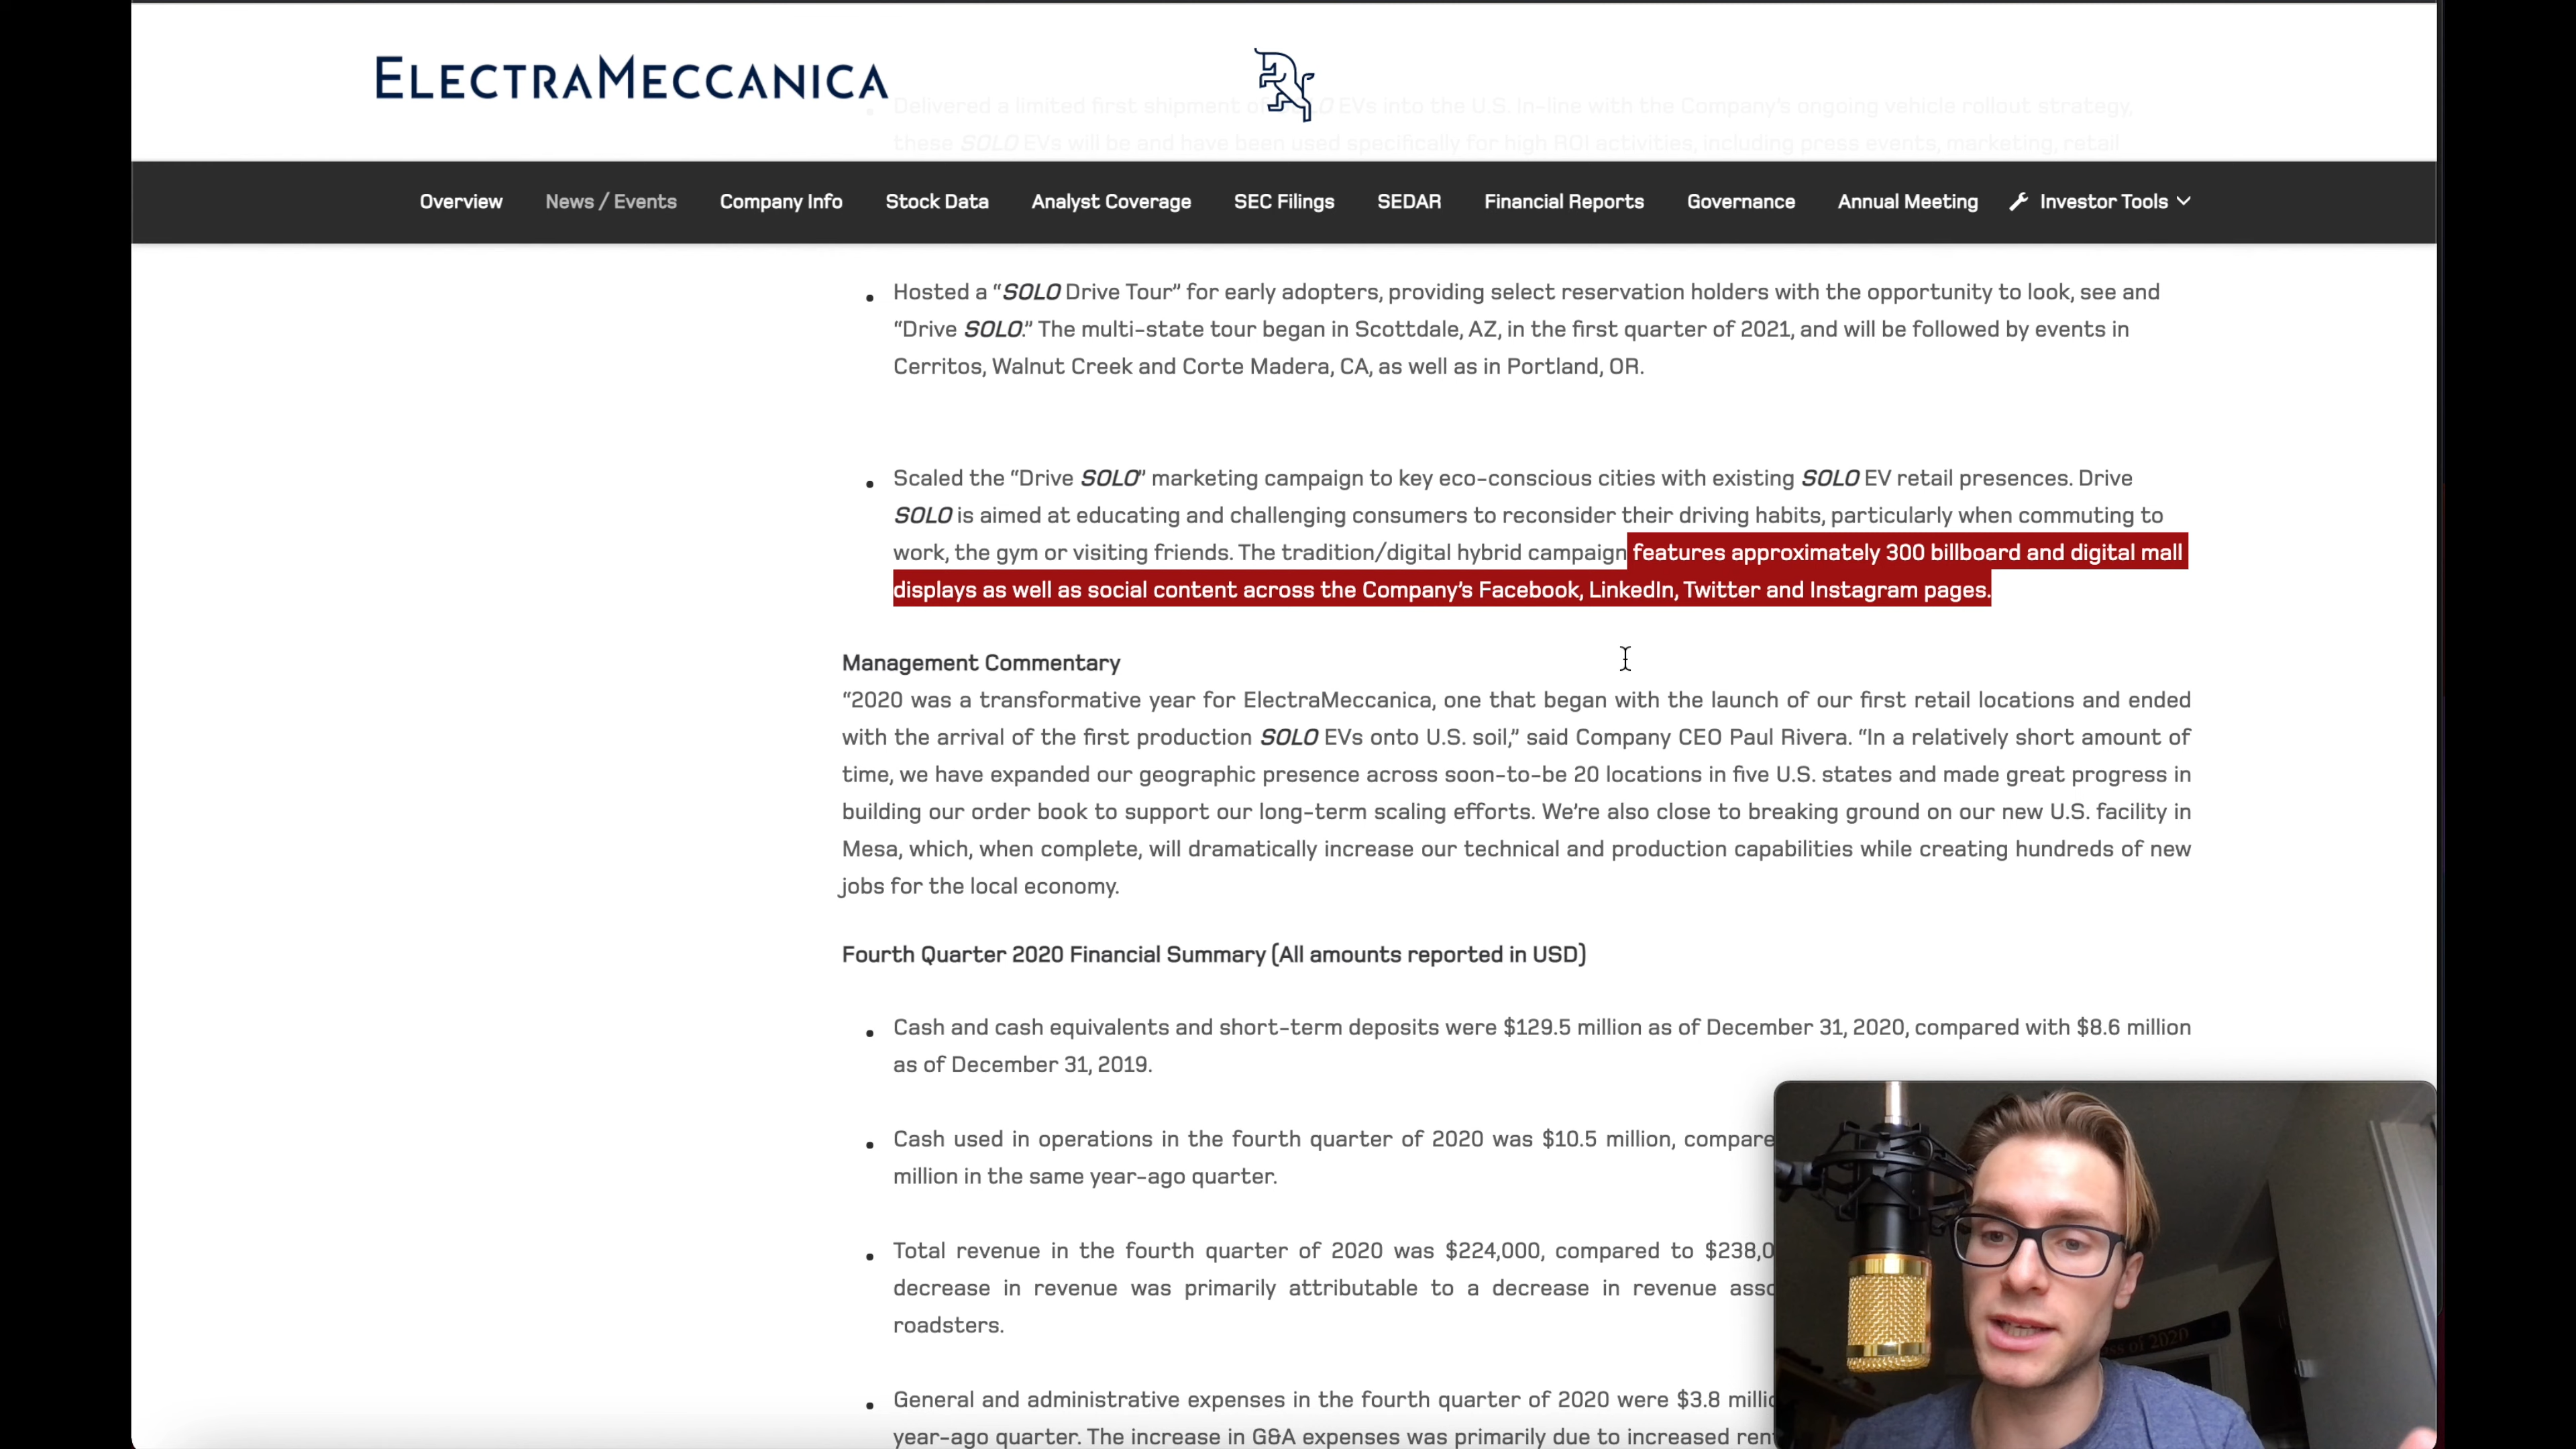 ELECTRAMECCANICA
Delivered a limited first shipment of SOLO EVs into the U.S. In-line with the Company's ongoing vehicle rollout strategy,
these SOLO EVs will be and have been used specifically for high ROI activities, including press events, marketing, retail
Overview News / Events Company Info Stock Data Analyst Coverage SEC Filings SEDAR Financial Reports Governance Annual Meeting Investor Tools
• Hosted a “SOLO Drive Tour” for early adopters, providing select reservation holders with the opportunity to look, see and
“Drive SOLO.” The multi-state tour began in Scottdale, AZ, in the first quarter of 2021, and will be followed by events in
Cerritos, Walnut Creek and Corte Madera, CA, as well as in Portland, OR.
• Scaled the “Drive SOLO” marketing campaign to key eco-conscious cities with existing SOLO EV retail presences. Drive
SOLO is aimed at educating and challenging consumers to reconsider their driving habits, particularly when commuting to
work, the gym or visiting friends. The tradition/digital hybrid campaign features approximately 300 billboard and digital mall
displays as well as social content across the Company’s Facebook, LinkedIn, Twitter and Instagram pages.
Management Commentary
“2020 was a transformative year for ElectraMeccanica, one that began with the launch of our first retail locations and ended
with the arrival of the first production SOLO EVs onto U.S. soil,” said Company CEO Paul Rivera. “In a relatively short amount of
time, we have expanded our geographic presence across soon-to-be 20 locations in five U.S. states and made great progress in
building our order book to support our long-term scaling efforts. We’re also close to breaking ground on our new U.S. facility in
Mesa, which, when complete, will dramatically increase our technical and production capabilities while creating hundreds of new
jobs for the local economy.
Fourth Quarter 2020 Financial Summary (All amounts reported in USD)
• Cash and cash equivalents and short-term deposits were $129.5 million as of December 31, 2020, compared with $8.6 million
as of December 31, 2019.
• Cash used in operations in the fourth quarter of 2020 was $10.5 million, compare
million in the same year-ago quarter.
• Total revenue in the fourth quarter of 2020 was $224,000, compared to $238,0
decrease in revenue was primarily attributable to a decrease in revenue asso
roadsters.
• General and administrative expenses in the fourth quarter of 2020 were $3.8 millio
year-ago quarter. The increase in G&A expenses was primarily due to increased ren
of 2020